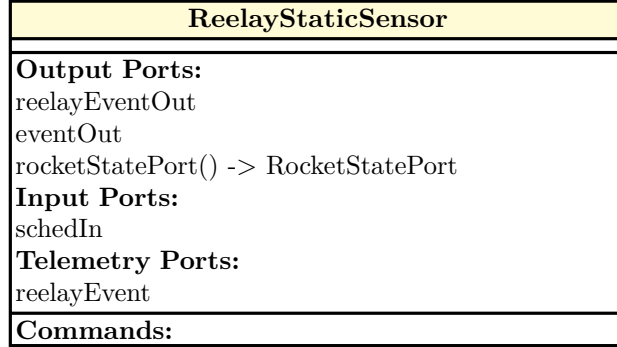 ReelayStaticSensor
Output Ports:
reelayEventOut
eventOut
rocketStatePort() -> RocketStatePort
Input Ports:
schedIn
Telemetry Ports:
reelayEvent
Commands: